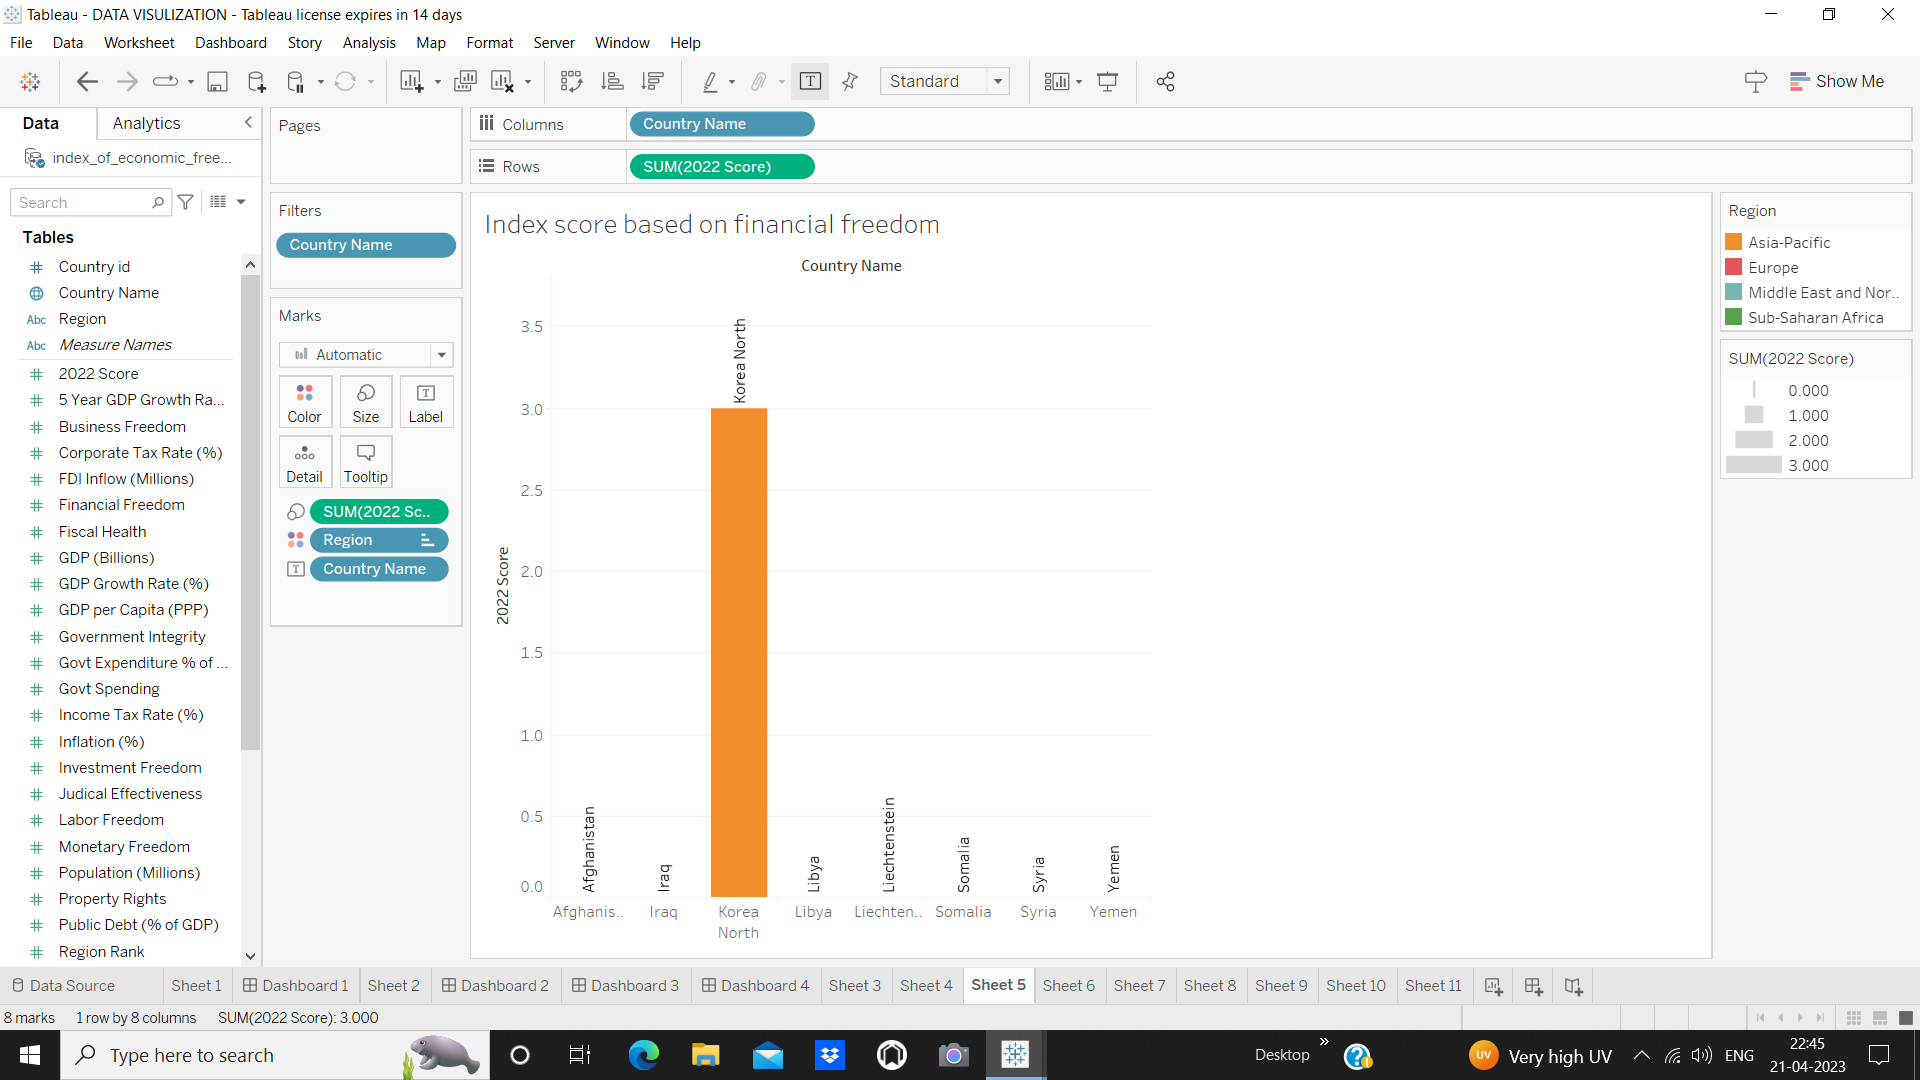 Tableau - DATA VISULIZATION - Tableau license expires in 14 days
File Data Worksheet Dashboard Story Analysis Map Format Server Window Help
Standard
Show Me
Data Analytics
index_of_economic_free...
Search
Tables
Country id
Country Name
Abc Region
Abc Measure Names
2022 Score
5 Year GDP Growth Ra...
Business Freedom
Corporate Tax Rate (%)
FDI Inflow (Millions)
Financial Freedom
Fiscal Health
GDP (Billions)
GDP Growth Rate (%)
GDP per Capita (PPP)
Government Integrity
Govt Expenditure % of ...
Govt Spending
Income Tax Rate (%)
Inflation (%)
Investment Freedom
Judical Effectiveness
Labor Freedom
Monetary Freedom
Population (Millions)
Property Rights
Public Debt (% of GDP)
Region Rank
Pages
Filters
Country Name
Marks
Automatic
Color Size Label
Detail Tooltip
SUM(2022 Sc..
Region
Country Name
Columns Country Name
Rows SUM(2022 Score)
Index score based on financial freedom
Country Name
2022 Score
3.5
3.0
2.5
2.0
1.5
1.0
0.5
0.0
Afghanistan
Iraq
Korea North
Libya
Liechtenstein
Somalia
Syria
Yemen
Afghanis.. Iraq Korea North Libya Liechten.. Somalia Syria Yemen
Region
Asia-Pacific
Europe
Middle East and Nor..
Sub-Saharan Africa
SUM(2022 Score)
0.000
1.000
2.000
3.000
Data Source Sheet 1 Dashboard 1 Sheet 2 Dashboard 2 Dashboard 3 Dashboard 4 Sheet 3 Sheet 4 Sheet 5 Sheet 6 Sheet 7 Sheet 8 Sheet 9 Sheet 10 Sheet 11
8 marks 1 row by 8 columns SUM(2022 Score): 3.000
Type here to search
Desktop
UV Very high UV
ENG
22:45
21-04-2023